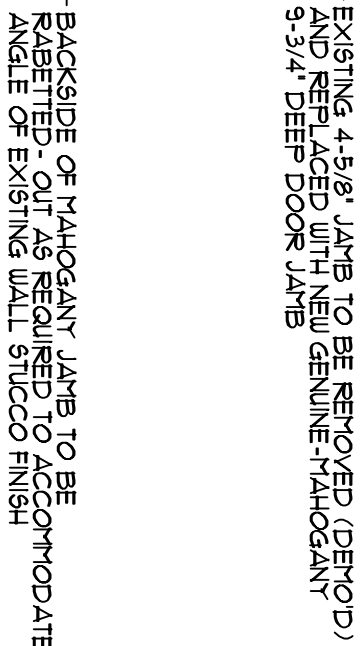 EXISTING 4-5/8" JAMB TO BE REMOVED (DEMO'D)
AND REPLACED WITH NEW GENUINE-MAHOGANY
9-3/4" DEEP DOOR JAMB
BACKSIDE OF MAHOGANY JAMB TO BE
RABETTED- OUT AS REQUIRED TO ACCOMMODATE
ANGLE OF EXISTING WALL STUCCO FINISH